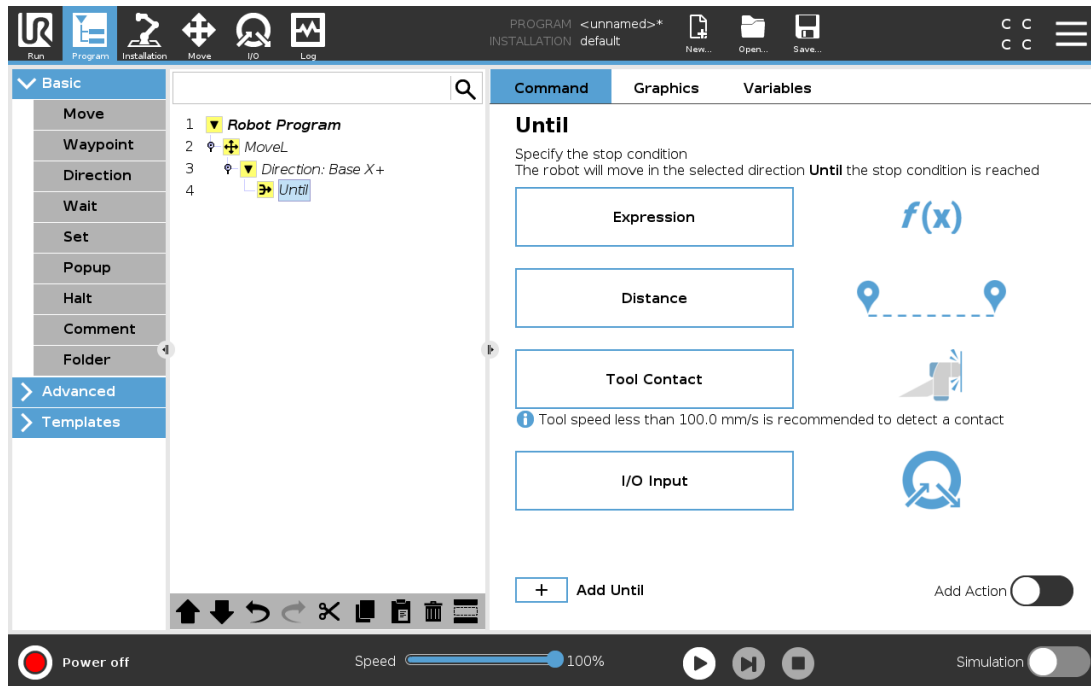 PROGRAM <unnamed>*
INSTALLATION default
UR
Run
Program
Installation
Move
I/O
Log
New...
Open...
Save...
C C
C C
Basic
Move
Waypoint
Direction
Wait
Set
Popup
Halt
Comment
Folder
Advanced
Templates
1 Robot Program
2 MoveL
3 Direction: Base X+
4 Until
Command Graphics Variables
Until
Specify the stop condition
The robot will move in the selected direction Until the stop condition is reached
Expression
f(x)
Distance
Tool Contact
Tool speed less than 100.0 mm/s is recommended to detect a contact
I/O Input
+ Add Until
Add Action
Power off
Speed 100%
Simulation